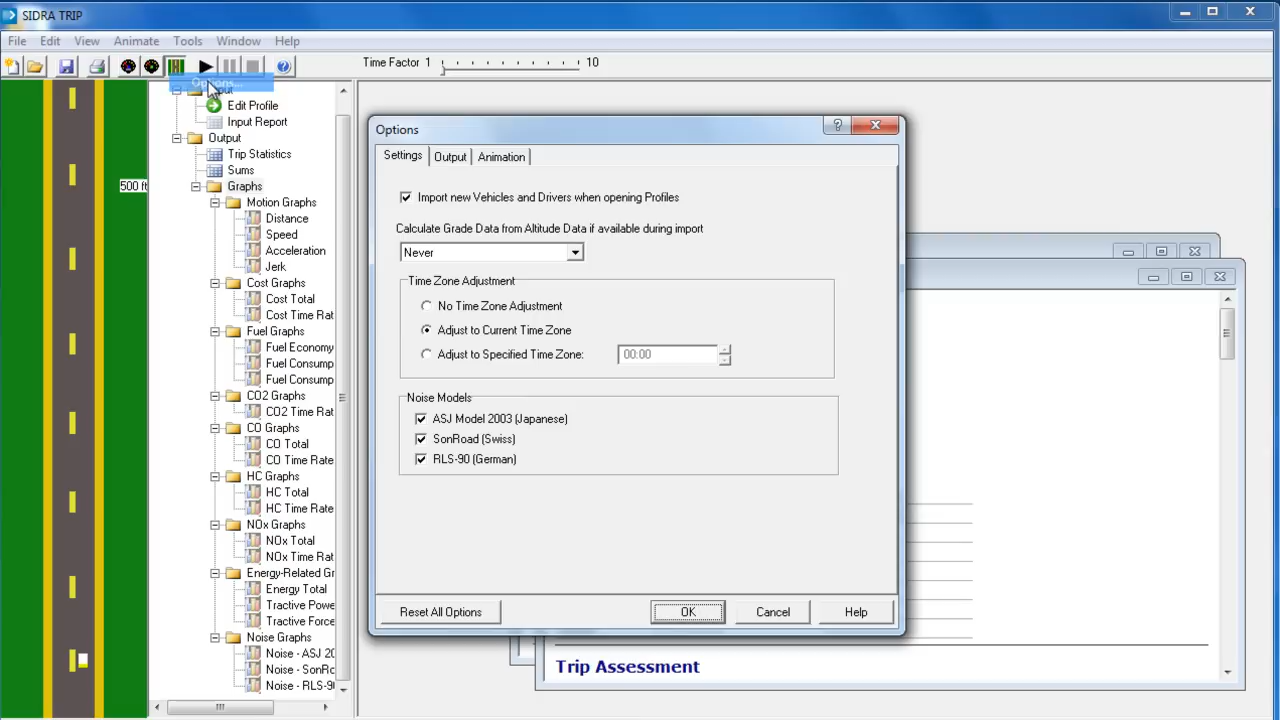 SIDRA TRIP
File Edit View Animate Tools Window Help
Time Factor 1 10
Options...
500 ft
Edit Profile
Input Report
Output
Trip Statistics
Sums
Graphs
Motion Graphs
Distance
Speed
Acceleration
Jerk
Cost Graphs
Cost Total
Cost Time Rat
Fuel Graphs
Fuel Economy
Fuel Consump
Fuel Consump
CO2 Graphs
CO2 Time Rat
CO Graphs
CO Total
CO Time Rate
HC Graphs
HC Total
HC Time Rate
NOx Graphs
NOx Total
NOx Time Rat
Energy-Related Gr
Energy Total
Tractive Powe
Tractive Force
Noise Graphs
Noise - ASJ 20
Noise - SonRo
Noise - RLS-90
Options
Settings Output Animation
Import new Vehicles and Drivers when opening Profiles
Calculate Grade Data from Altitude Data if available during import
Never
Time Zone Adjustment
No Time Zone Adjustment
Adjust to Current Time Zone
Adjust to Specified Time Zone: 00:00
Noise Models
ASJ Model 2003 (Japanese)
SonRoad (Swiss)
RLS-90 (German)
Reset All Options OK Cancel Help
Trip Assessment